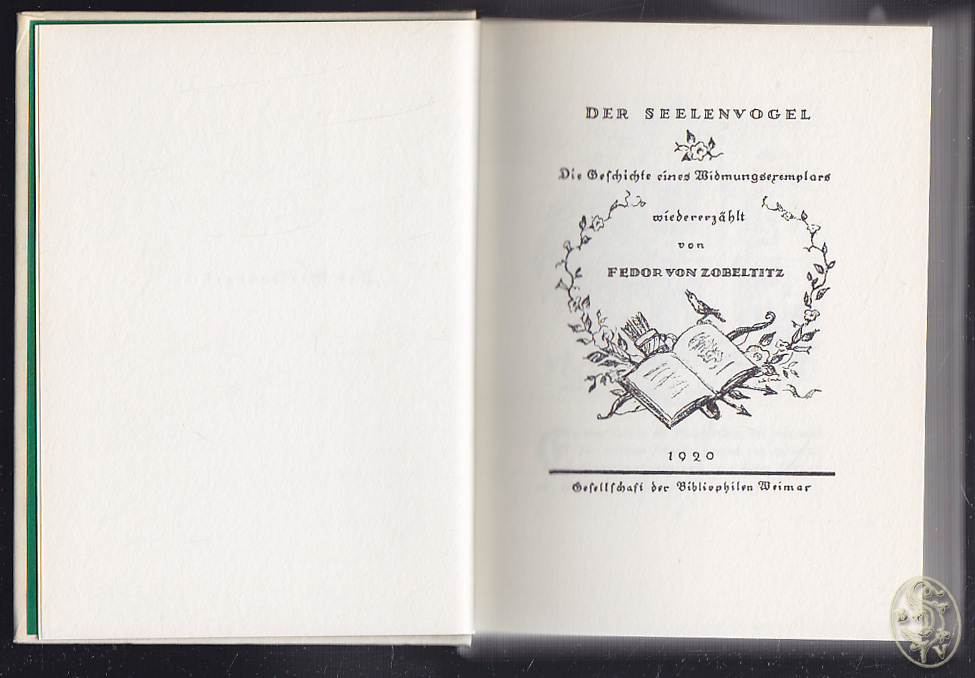 DER SEELENVOGEL
Die Geschichte eines Widmungsexemplars
wiedererzählt
von
FEDOR VON ZOBELTITZ
1920
Gesellschaft der Bibliophilen Weimar